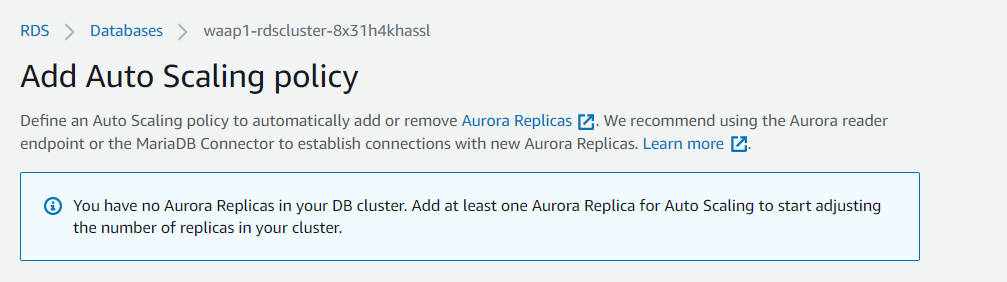 RDS > Databases > waap1-rdscluster-8x31h4khassl
Add Auto Scaling policy
Define an Auto Scaling policy to automatically add or remove Aurora Replicas. We recommend using the Aurora reader
endpoint or the MariaDB Connector to establish connections with new Aurora Replicas. Learn more.
You have no Aurora Replicas in your DB cluster. Add at least one Aurora Replica for Auto Scaling to start adjusting
the number of replicas in your cluster.